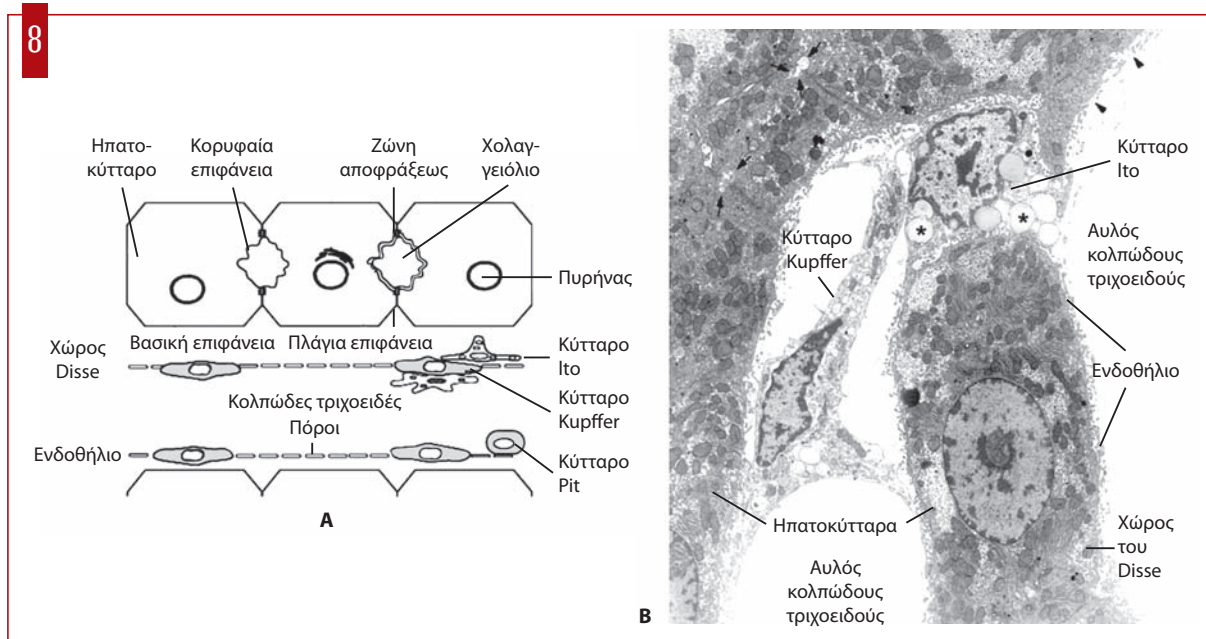 8
Ηπατο-
κύτταρο
Κορυφαία
επιφάνεια
Ζώνη
αποφράξεως
Χολαγ-
γειόλιο
Πυρήνας
Βασική επιφάνεια
Πλάγια επιφάνεια
Χώρος
Disse
Κύτταρο
Ito
Κολπώδες τριχοειδές
Κύτταρο
Kupffer
Πόροι
Ενδοθήλιο
Κύτταρο
Pit
A
Κύτταρο
Ito
Κύτταρο
Kupffer
*
*
Αυλός
κολπώδους
τριχοειδούς
Ενδοθήλιο
Ηπατοκύτταρα
Χώρος
του
Disse
Αυλός
κολπώδους
τριχοειδούς
B